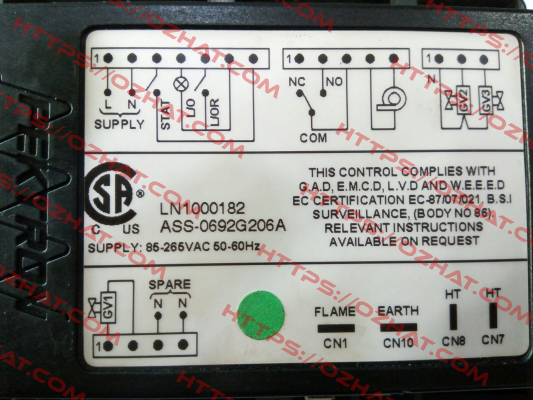 PEKTRON
1
1
1
L
N
SUPPLY
STAT
L/O
L/OR
NC
NO
COM
N
GV2
GV3
SA
C US
LN1000182
ASS-0692G206A
SUPPLY: 85-265VAC 50-60Hz
THIS CONTROL COMPLIES WITH
G.A.D, E.M.C.D, L.V.D AND W.E.E.E.D
EC CERTIFICATION EC-87/07/021, B.S.I
SURVEILLANCE, (BODY NO 86).
RELEVANT INSTRUCTIONS
AVAILABLE ON REQUEST
GV1
SPARE
N N
1
FLAME
CN1
EARTH
CN10
HT
CN8
HT
CN7
HTTPS://OZHAT.COM